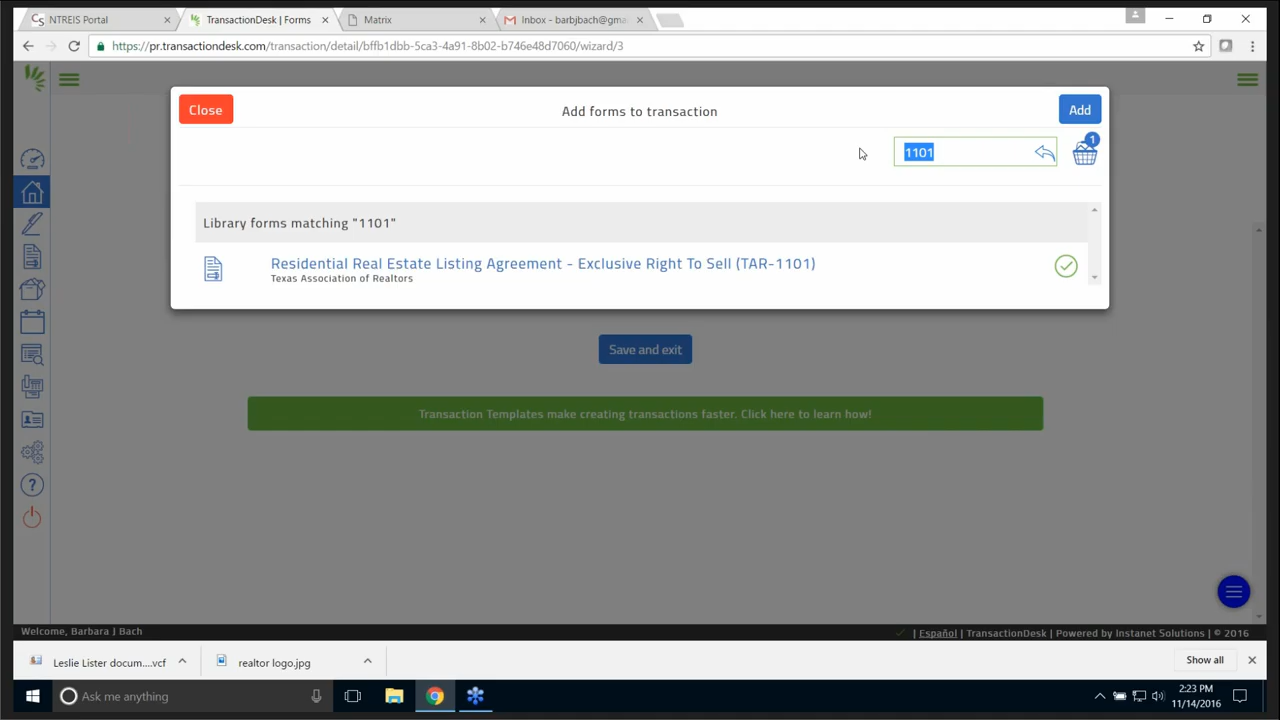 NTREIS Portal
TransactionDesk | Forms
Matrix
Inbox - barbjbach@gma
https://pr.transactiondesk.com/transaction/detail/bffb1dbb-5ca3-4a91-8b02-b746e48d7060/wizard/3
Close
Add forms to transaction
Add
1101
1
Library forms matching "1101"
Residential Real Estate Listing Agreement - Exclusive Right To Sell (TAR-1101)
Texas Association of Realtors
Save and exit
Transaction Templates make creating transactions faster. Click here to learn how!
Welcome, Barbara J Bach
| Español | TransactionDesk | Powered by Instanet Solutions | © 2016
Leslie Lister docum....vcf
realtor logo.jpg
Show all
Ask me anything
2:23 PM
11/14/2016